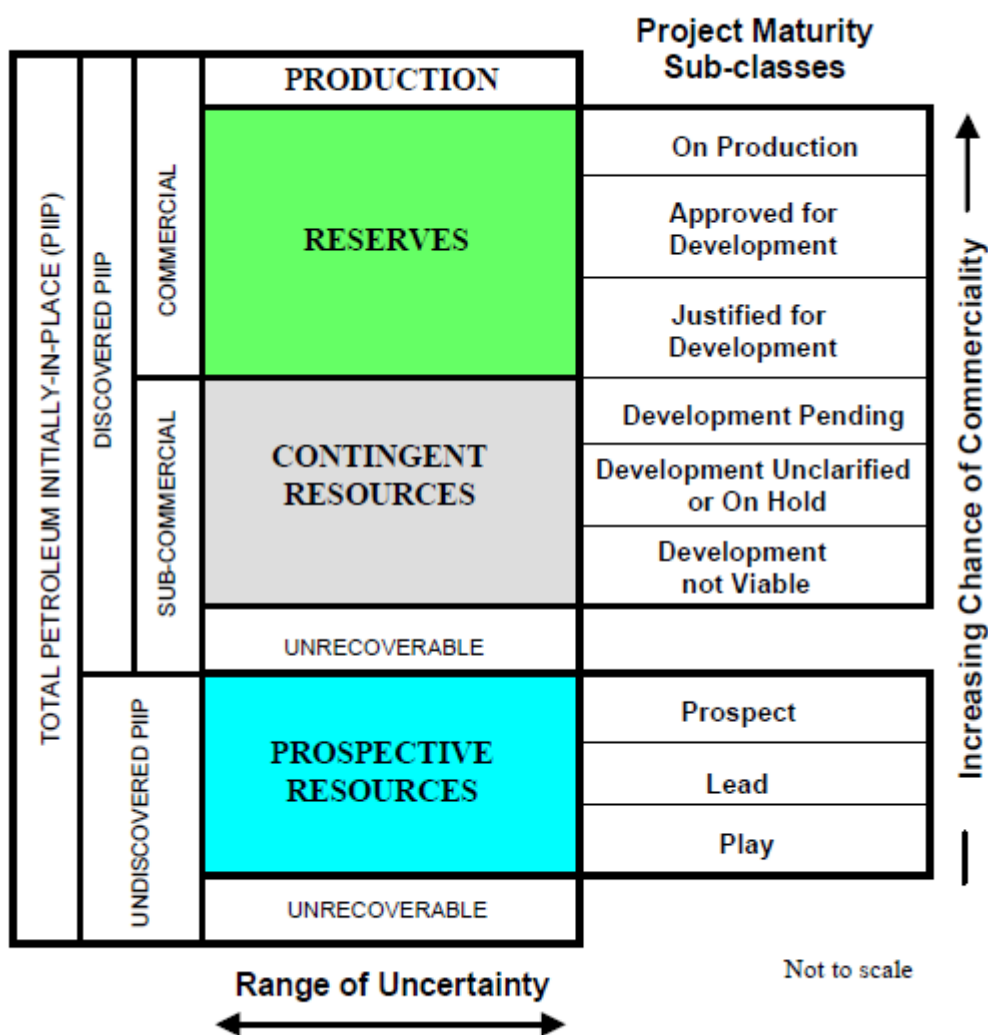 Project Maturity
Sub-classes
PRODUCTION
On Production
Approved for
Development
Justified for
Development
RESERVES
COMMERCIAL
DISCOVERED PIIP
TOTAL PETROLEUM INITIALLY-IN-PLACE (PIIP)
SUB-COMMERCIAL
CONTINGENT
RESOURCES
Development Pending
Development Unclarified
or On Hold
Development
not Viable
UNRECOVERABLE
UNDISCOVERED PIIP
PROSPECTIVE
RESOURCES
Prospect
Lead
Play
UNRECOVERABLE
Increasing Chance of Commerciality
Range of Uncertainty
Not to scale